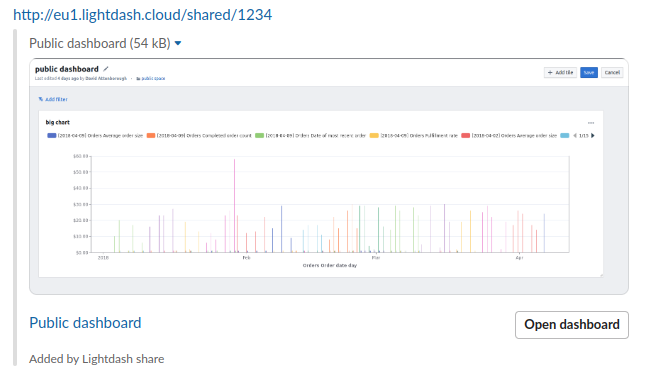 http://eu1.lightdash.cloud/shared/1234
Public dashboard (54 kB)
public dashboard
Last edited 4 days ago by David Attenborough public space
+ Add tile Save Cancel
Add filter
big chart
[2018-04-09] Orders Average order size [2018-04-09] Orders Completed order count [2018-04-09] Orders Date of most recent order [2018-04-09] Orders Fulfilment rate [2018-04-02] Orders Average order size 1/15
$60.00
$50.00
$40.00
$30.00
$20.00
$10.00
$0.00
2018 Feb Mar Apr
Orders Order date day
Public dashboard
Open dashboard
Added by Lightdash share